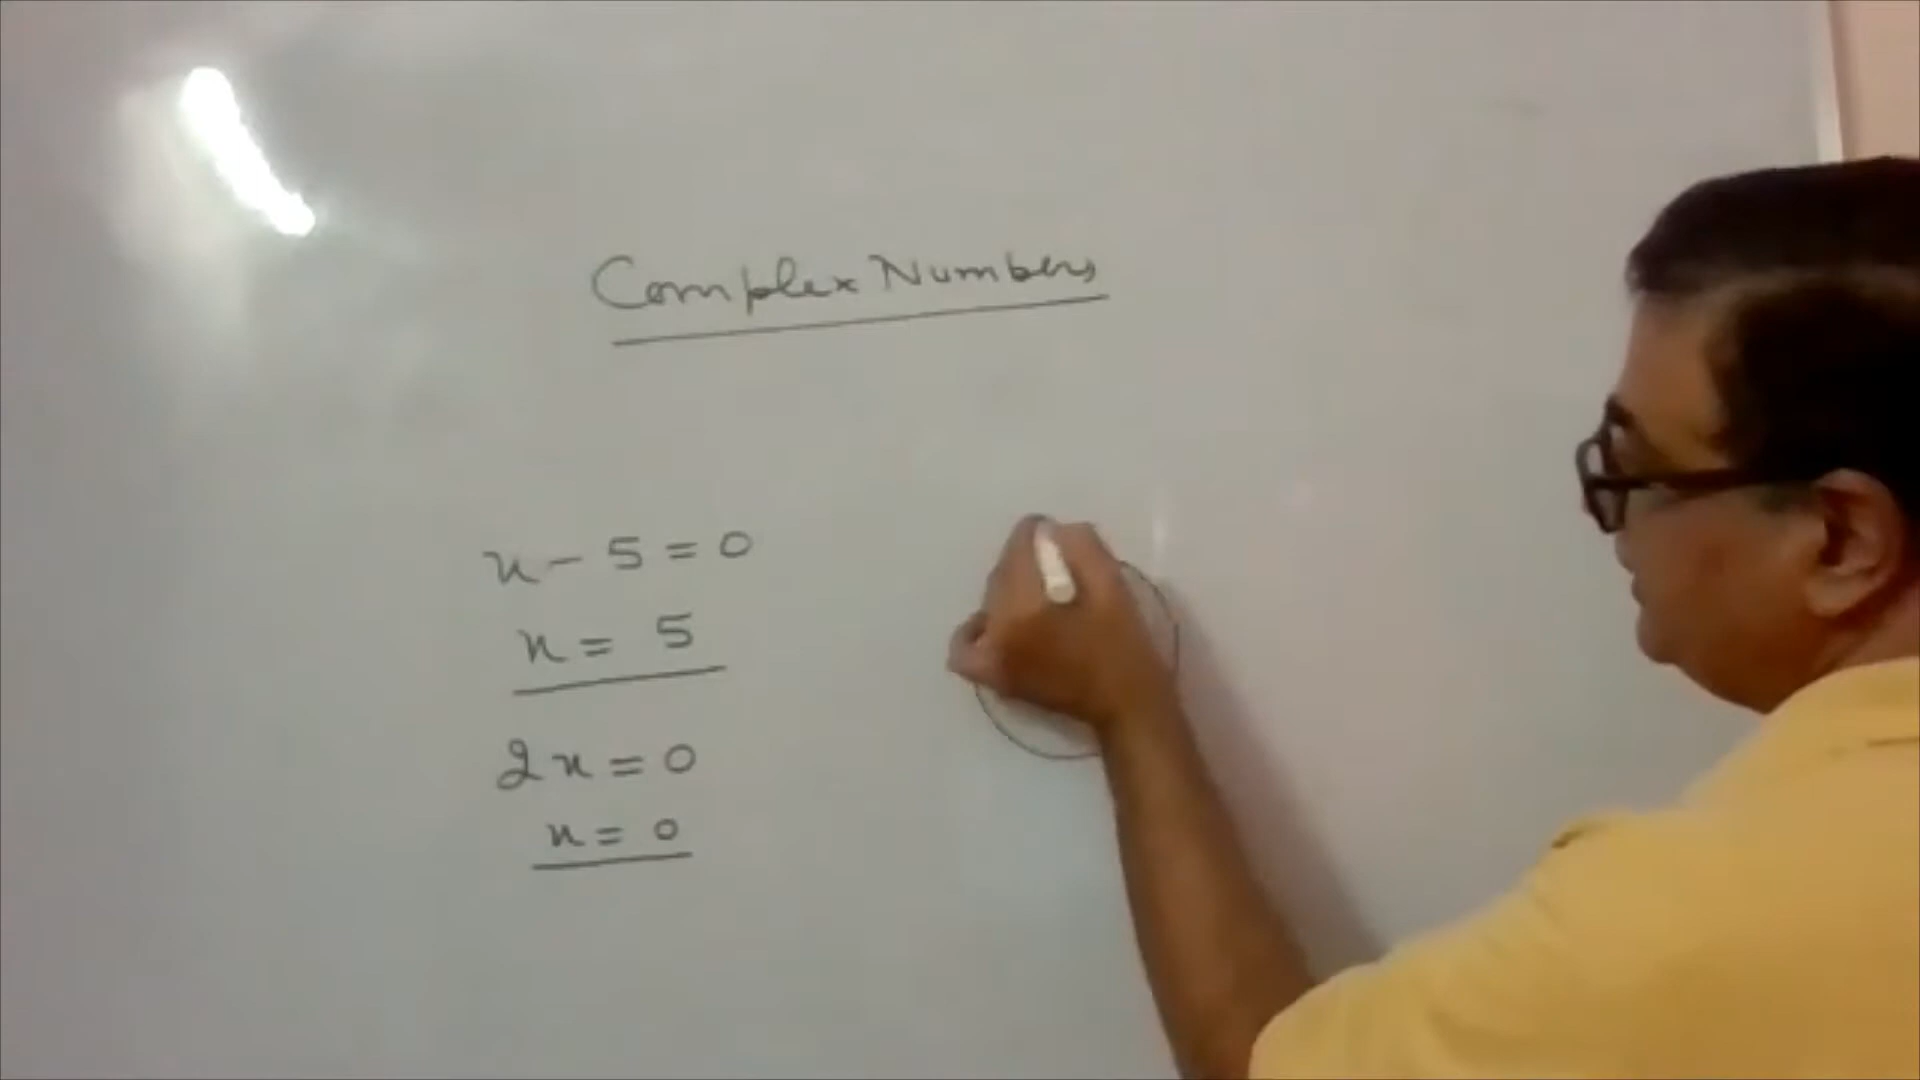 Complex Numbers
x - 5 = 0
x = 5
2x = 0
x = 0